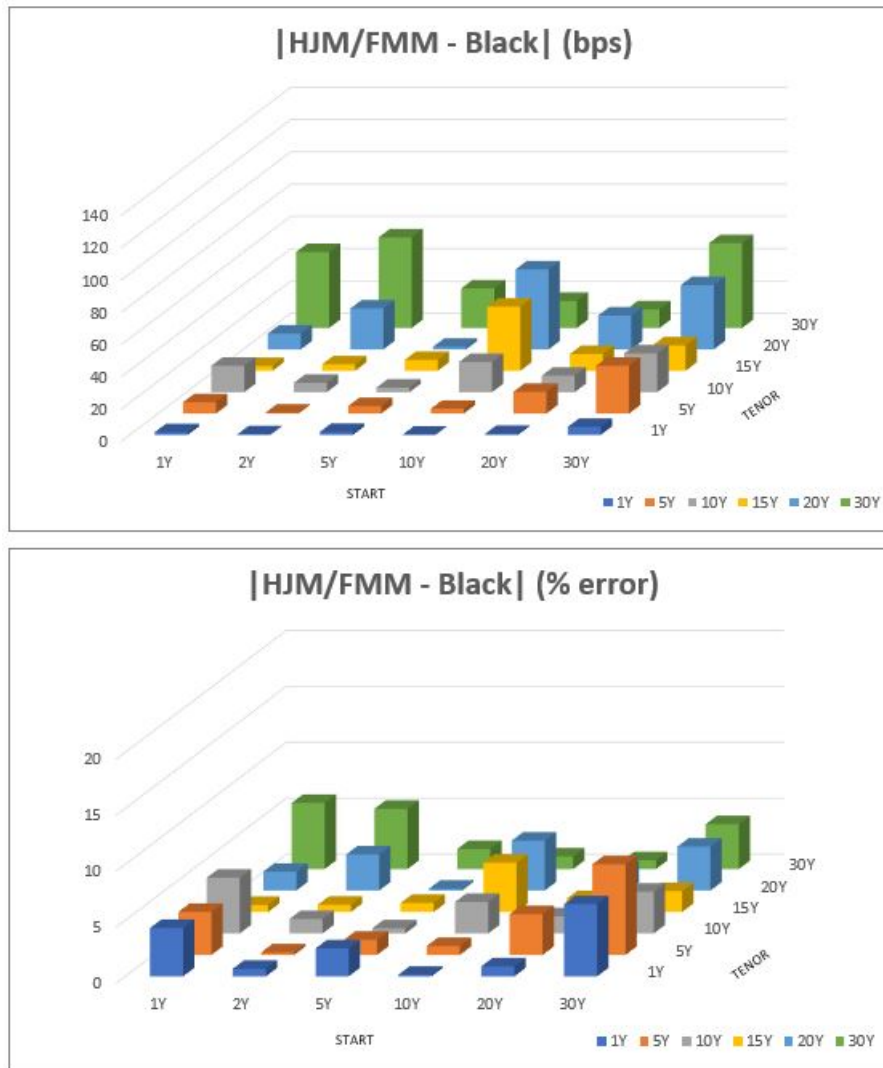 |HJM/FMM - Black| (bps)
140
120
100
80
60
40
20
0
30Y
20Y
15Y
10Y
5Y
1Y
TENOR
1Y 2Y 5Y 10Y 20Y 30Y
START
1Y 5Y 10Y 15Y 20Y 30Y
|HJM/FMM - Black| (% error)
20
15
10
5
0
30Y
20Y
15Y
10Y
5Y
1Y
TENOR
1Y 2Y 5Y 10Y 20Y 30Y
START
1Y 5Y 10Y 15Y 20Y 30Y